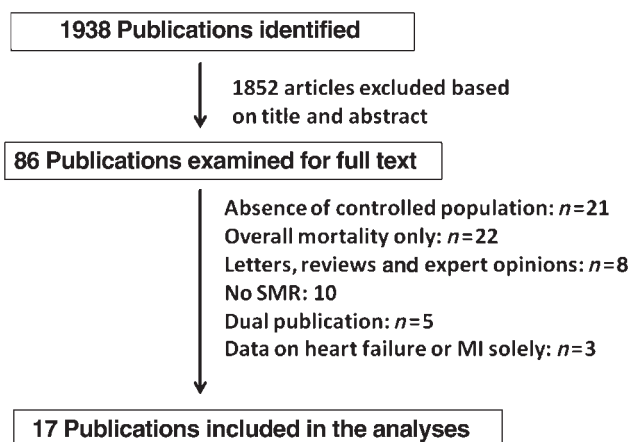 1938 Publications identified
1852 articles excluded based
on title and abstract
86 Publications examined for full text
Absence of controlled population: n=21
Overall mortality only: n=22
Letters, reviews and expert opinions: n=8
No SMR: 10
Dual publication: n=5
Data on heart failure or MI solely: n=3
17 Publications included in the analyses